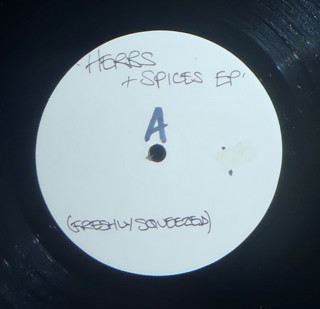 'HERBS
+ SPICES EP'
A
(FRESHLY SQUEEZED)